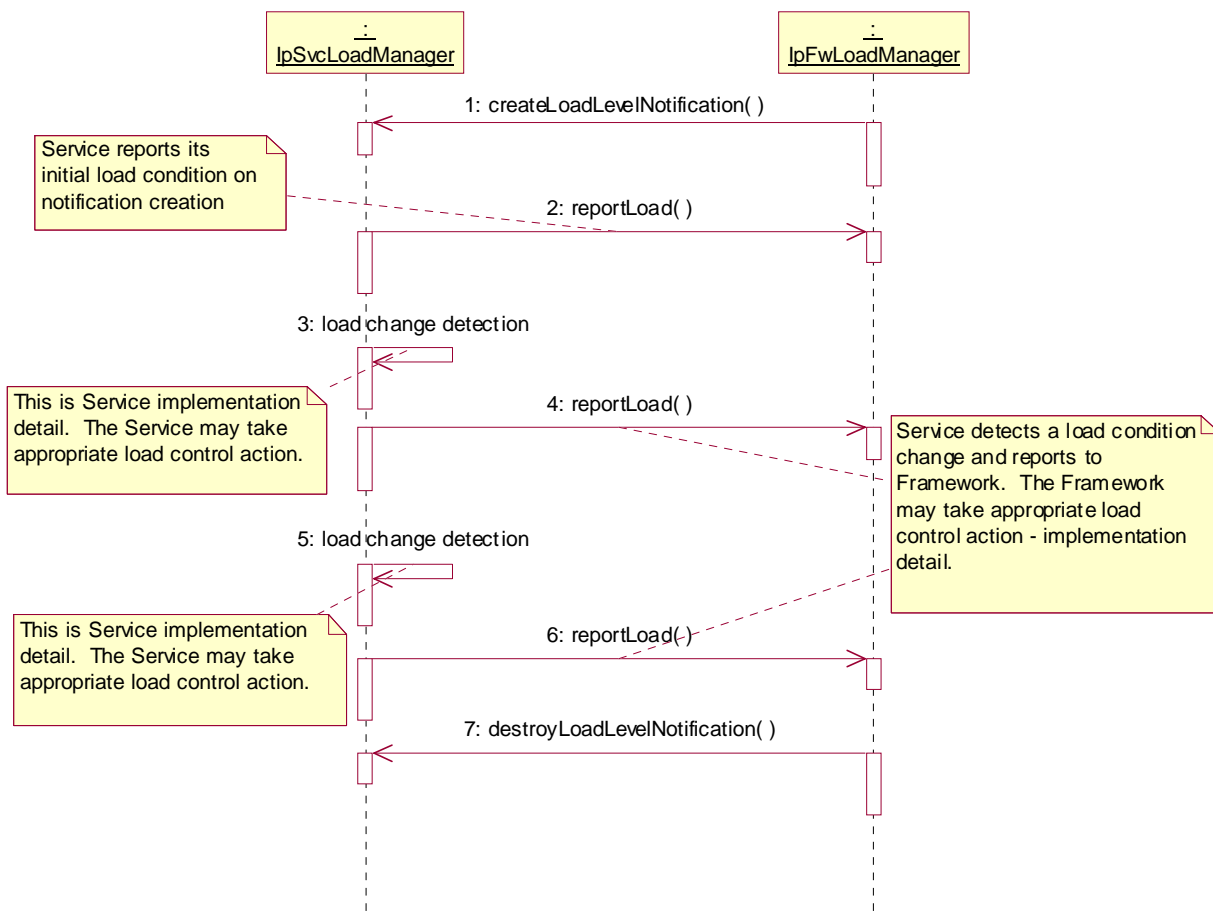 :
IpSvcLoadManager
:
IpFwLoadManager
1: createLoadLevelNotification( )
Service reports its
initial load condition on
notification creation
2: reportLoad( )
3: load change detection
This is Service implementation
detail.  The Service may take
appropriate load control action.
4: reportLoad( )
Service detects a load condition
change and reports to
Framework.  The Framework
may take appropriate load
control action - implementation
detail.
5: load change detection
This is Service implementation
detail.  The Service may take
appropriate load control action.
6: reportLoad( )
7: destroyLoadLevelNotification( )